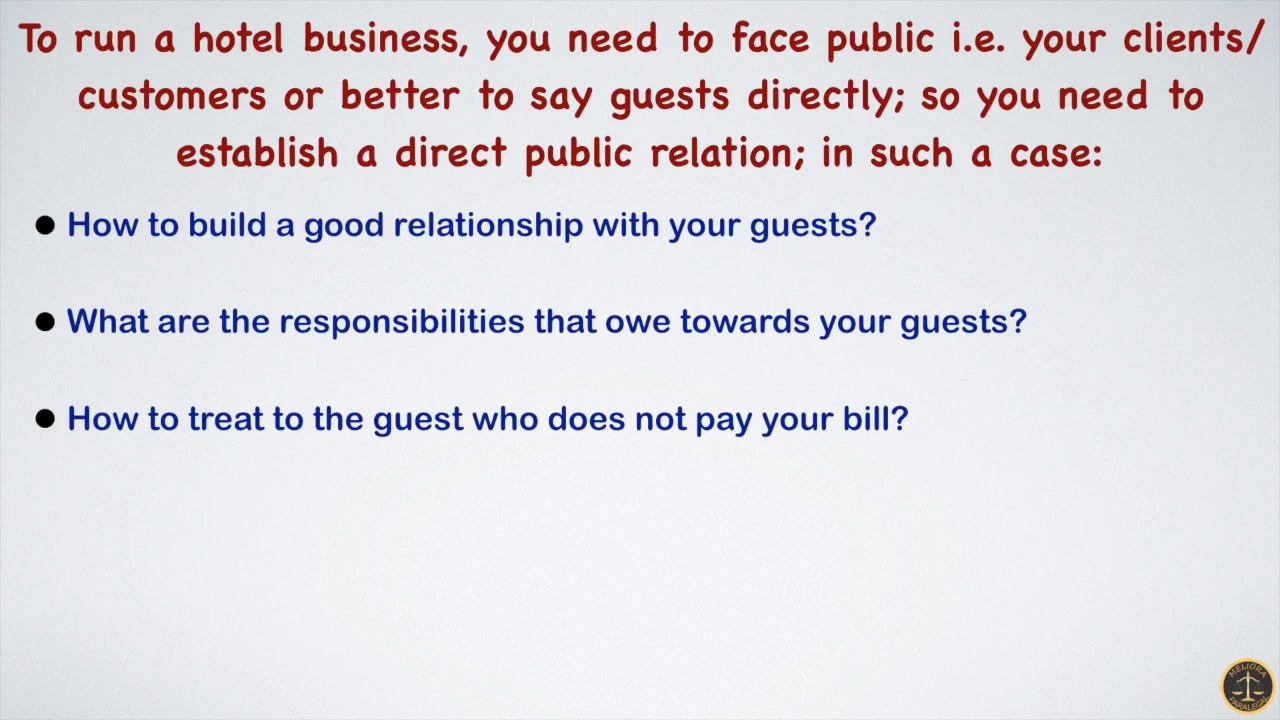 To run a hotel business, you need to face public i.e. your clients/
customers or better to say guests directly; so you need to
establish a direct public relation; in such a case:
● How to build a good relationship with your guests?
● What are the responsibilities that owe towards your guests?
● How to treat to the guest who does not pay your bill?
MELIORA
PARALEGAL